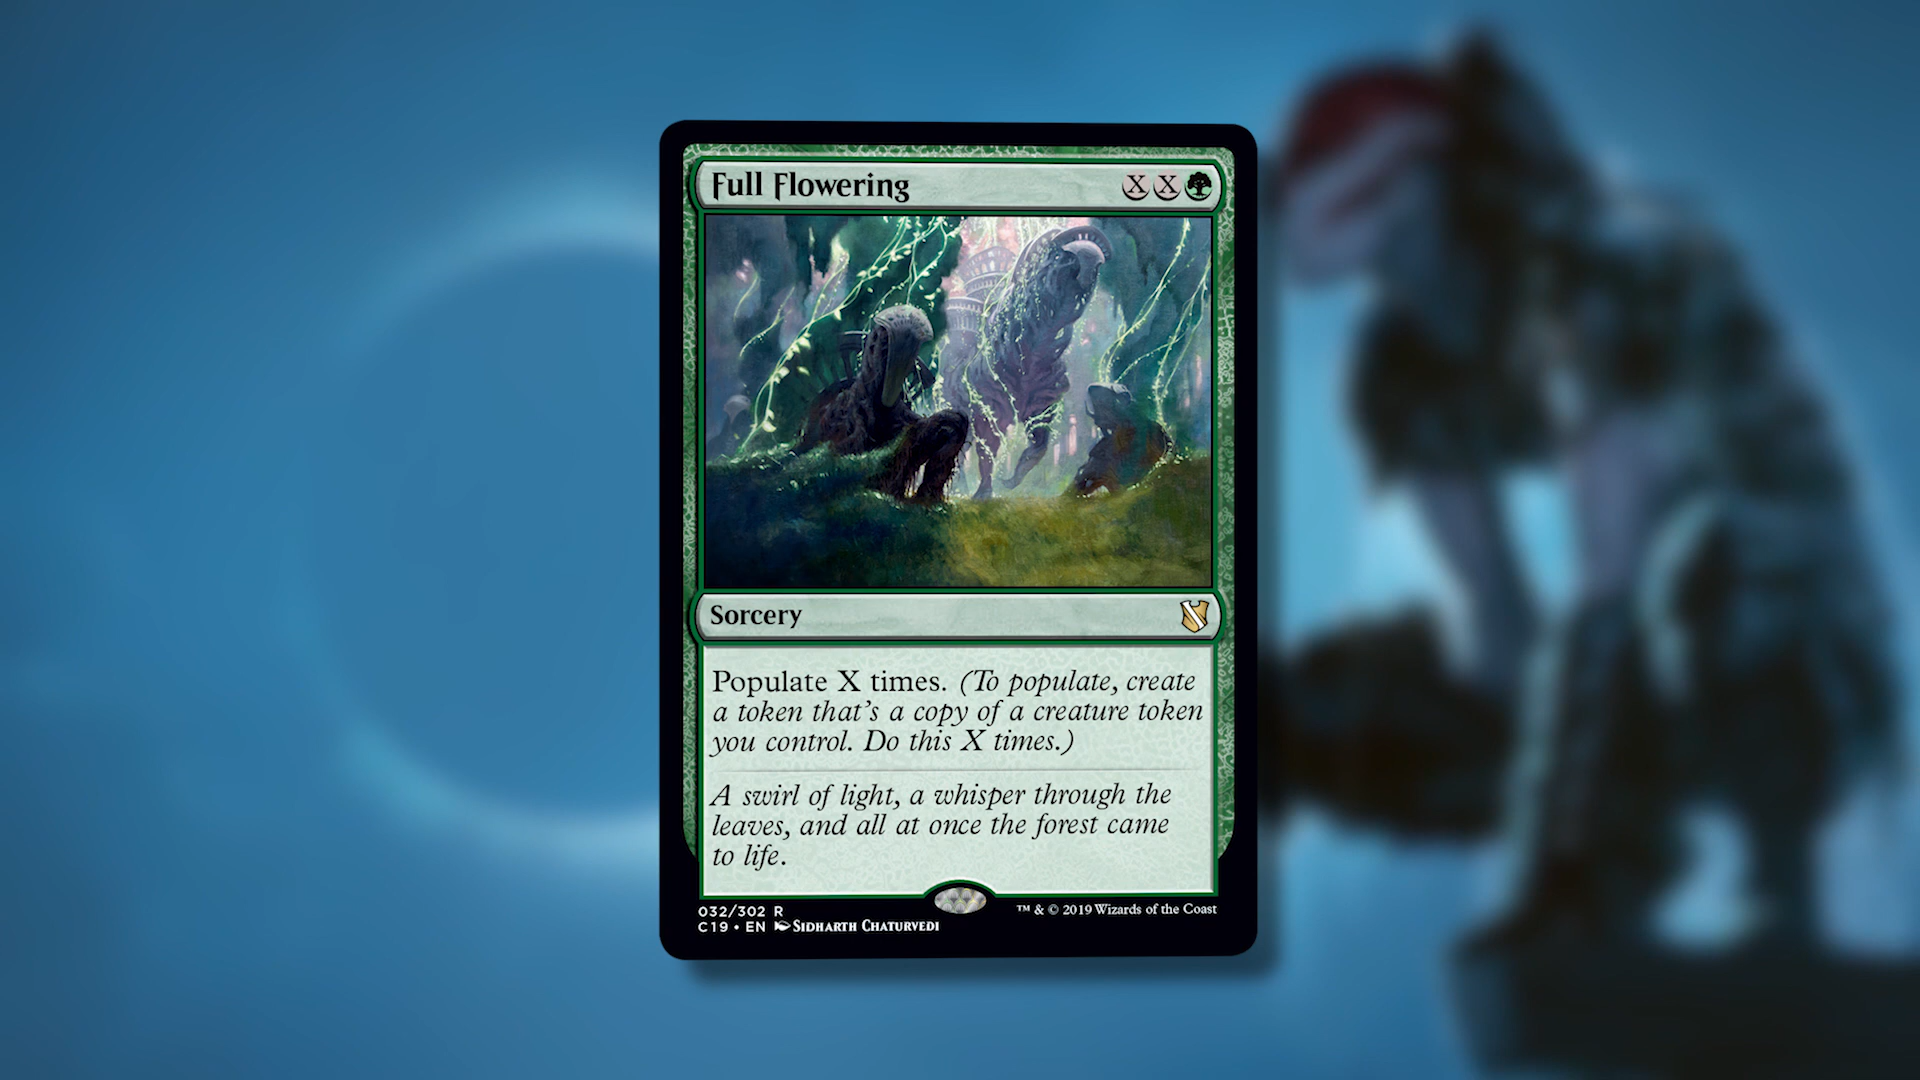 Full Flowering XX
Sorcery
Populate X times. (To populate, create
a token that's a copy of a creature token
you control. Do this X times.)
A swirl of light, a whisper through the
leaves, and all at once the forest came
to life.
032/302 R
™ & © 2019 Wizards of the Coast
C19 • EN Sidharth Chaturvedi